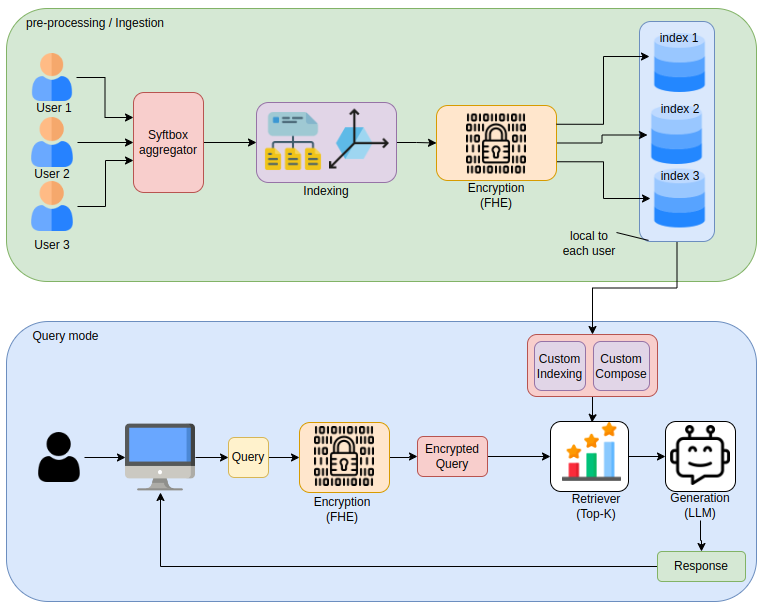 pre-processing / Ingestion
User 1
User 2
User 3
Syftbox
aggregator
Indexing
Encryption
(FHE)
index 1
index 2
index 3
local to
each user
Query mode
Custom
Indexing
Custom
Compose
Query
Encryption
(FHE)
Encrypted
Query
Retriever
(Top-K)
Generation
(LLM)
Response